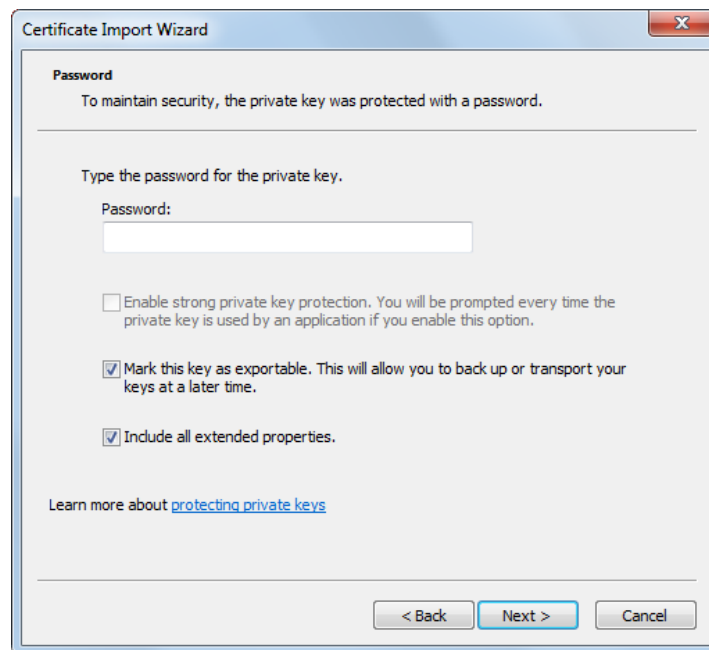 Certificate Import Wizard
Password
To maintain security, the private key was protected with a password.
Type the password for the private key.
Password:
Enable strong private key protection. You will be prompted every time the
private key is used by an application if you enable this option.
Mark this key as exportable. This will allow you to back up or transport your
keys at a later time.
Include all extended properties.
Learn more about protecting private keys
< Back Next > Cancel